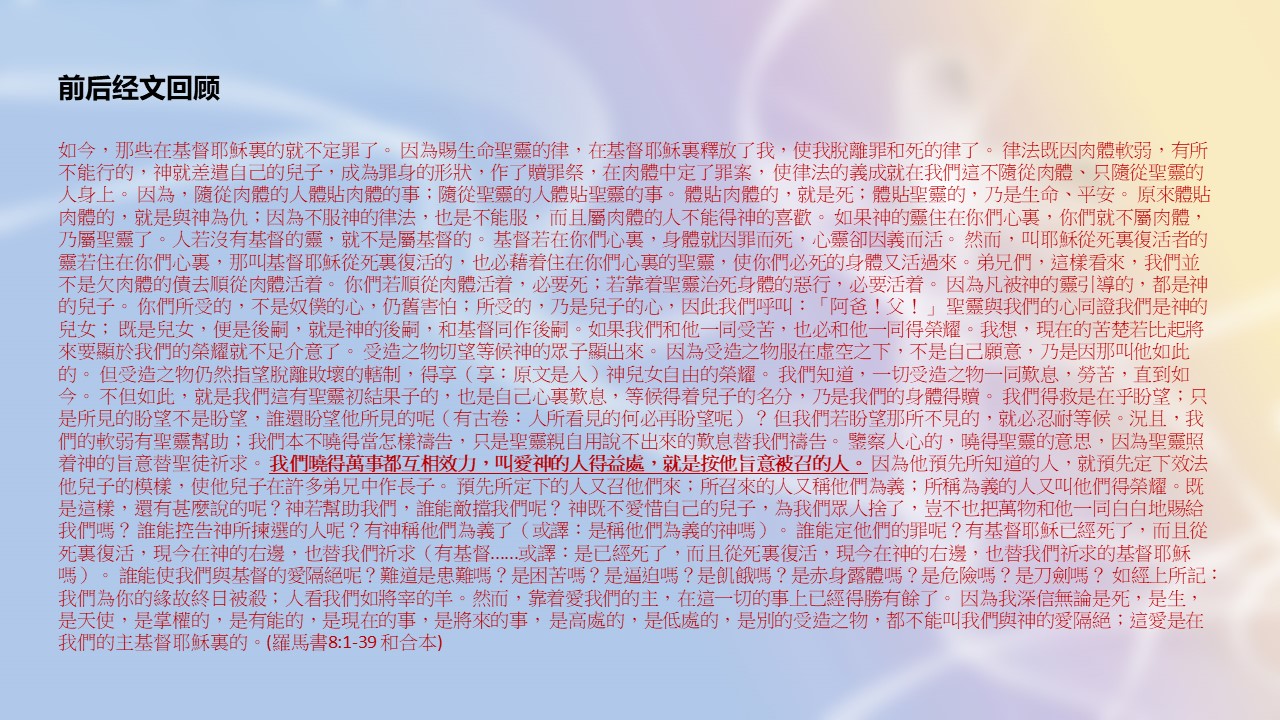 前后经文回顾
如今，那些在基督耶穌裏的就不定罪了。 因為賜生命聖靈的律，在基督耶穌裏釋放了我，使我脫離罪和死的律了。 律法既因肉體軟弱，有所
不能行的，神就差遣自己的兒子，成為罪身的形狀，作了贖罪祭，在肉體中定了罪案，使律法的義成就在我們這不隨從肉體、只隨從聖靈的
人身上。 因為，隨從肉體的人體貼肉體的事；隨從聖靈的人體貼聖靈的事。 體貼肉體的，就是死；體貼聖靈的，乃是生命、平安。 原來體貼
肉體的，就是與神為仇；因為不服神的律法，也是不能服， 而且屬肉體的人不能得神的喜歡。 如果神的靈住在你們心裏，你們就不屬肉體，
乃屬聖靈了。人若沒有基督的靈，就不是屬基督的。 基督若在你們心裏，身體就因罪而死，心靈卻因義而活。 然而，叫耶穌從死裏復活者的
靈若住在你們心裏，那叫基督耶穌從死裏復活的，也必藉着住在你們心裏的聖靈，使你們必死的身體又活過來。弟兄們，這樣看來，我們並
不是欠肉體的債去順從肉體活着。 你們若順從肉體活着，必要死；若靠着聖靈治死身體的惡行，必要活着。 因為凡被神的靈引導的，都是神
的兒子。 你們所受的，不是奴僕的心，仍舊害怕；所受的，乃是兒子的心，因此我們呼叫：「阿爸！父！」聖靈與我們的心同證我們是神的
兒女； 既是兒女，便是後嗣，就是神的後嗣，和基督同作後嗣。如果我們和他一同受苦，也必和他一同得榮耀。我想，現在的苦楚若比起將
來要顯於我們的榮耀就不足介意了。 受造之物切望等候神的眾子顯出來。 因為受造之物服在虛空之下，不是自己願意，乃是因那叫他如此
的。 但受造之物仍然指望脫離敗壞的轄制，得享（享：原文是入）神兒女自由的榮耀。 我們知道，一切受造之物一同歎息，勞苦，直到如
今。 不但如此，就是我們這有聖靈初結果子的，也是自己心裏歎息，等候得着兒子的名分，乃是我們的身體得贖。 我們得救是在乎盼望；只
是所見的盼望不是盼望，誰還盼望他所見的呢（有古卷：人所看見的何必再盼望呢）？但我們若盼望那所不見的，就必忍耐等候。況且，我
們的軟弱有聖靈幫助；我們本不曉得當怎樣禱告，只是聖靈親自用說不出來的歎息替我們禱告。 鑒察人心的，曉得聖靈的意思，因為聖靈照
着神的旨意替聖徒祈求。 我們曉得萬事都互相效力，叫愛神的人得益處，就是按他旨意被召的人。 因為他預先所知道的人，就預先定下效法
他兒子的模樣，使他兒子在許多弟兄中作長子。 預先所定下的人又召他們來；所召來的人又稱他們為義；所稱為義的人又叫他們得榮耀。既
是這樣，還有甚麼說的呢？神若幫助我們，誰能敵擋我們呢？ 神既不愛惜自己的兒子，為我們眾人捨了，豈不也把萬物和他一同白白地賜給
我們嗎？ 誰能控告神所揀選的人呢？有神稱他們為義了（或譯：是稱他們為義的神嗎）。 誰能定他們的罪呢？有基督耶穌已經死了，而且從
死裏復活，現今在神的右邊，也替我們祈求（有基督……或譯：是已經死了，而且從死裏復活，現今在神的右邊，也替我們祈求的基督耶穌
嗎）。 誰能使我們與基督的愛隔絕呢？難道是患難嗎？是困苦嗎？是逼迫嗎？是飢餓嗎？是赤身露體嗎？是危險嗎？是刀劍嗎？ 如經上所記：
我們為你的緣故終日被殺；人看我們如將宰的羊。然而，靠着愛我們的主，在這一切的事上已經得勝有餘了。 因為我深信無論是死，是生，
是天使，是掌權的，是有能的，是現在的事，是將來的事， 是高處的，是低處的，是別的受造之物，都不能叫我們與神的愛隔絕；這愛是在
我們的主基督耶穌裏的。(羅馬書8:1-39 和合本)